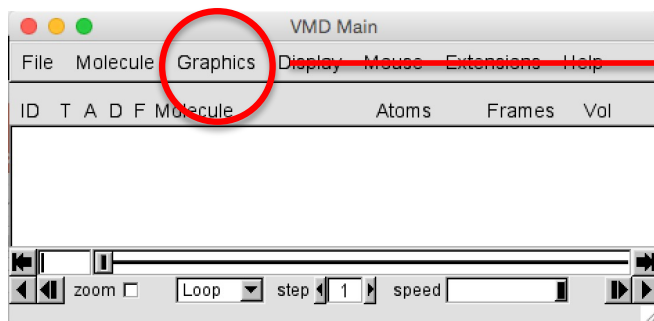 VMD Main
File Molecule Graphics Display Mouse Extensions Help
ID T A D F Molecule Atoms Frames Vol
zoom Loop step 1 speed